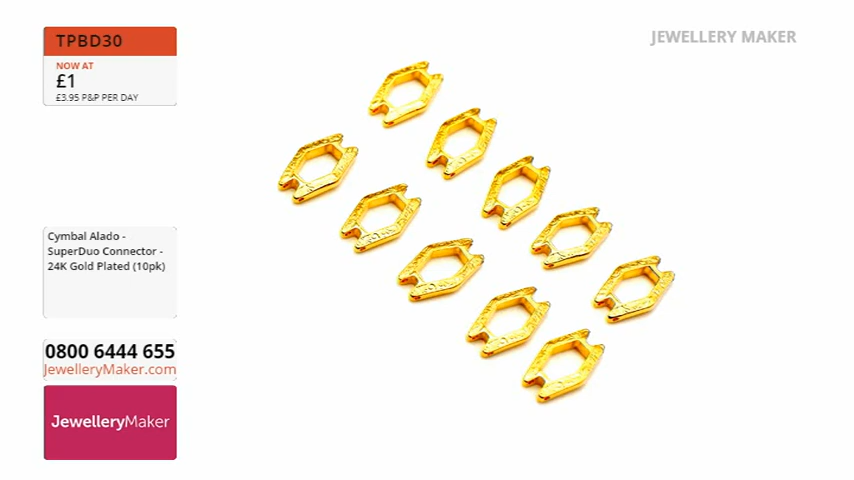 TPBD30
NOW AT
£1
£3.95 P&P PER DAY
JEWELLERY MAKER
Cymbal Alado -
SuperDuo Connector -
24K Gold Plated (10pk)
0800 6444 655
JewelleryMaker.com
JewelleryMaker